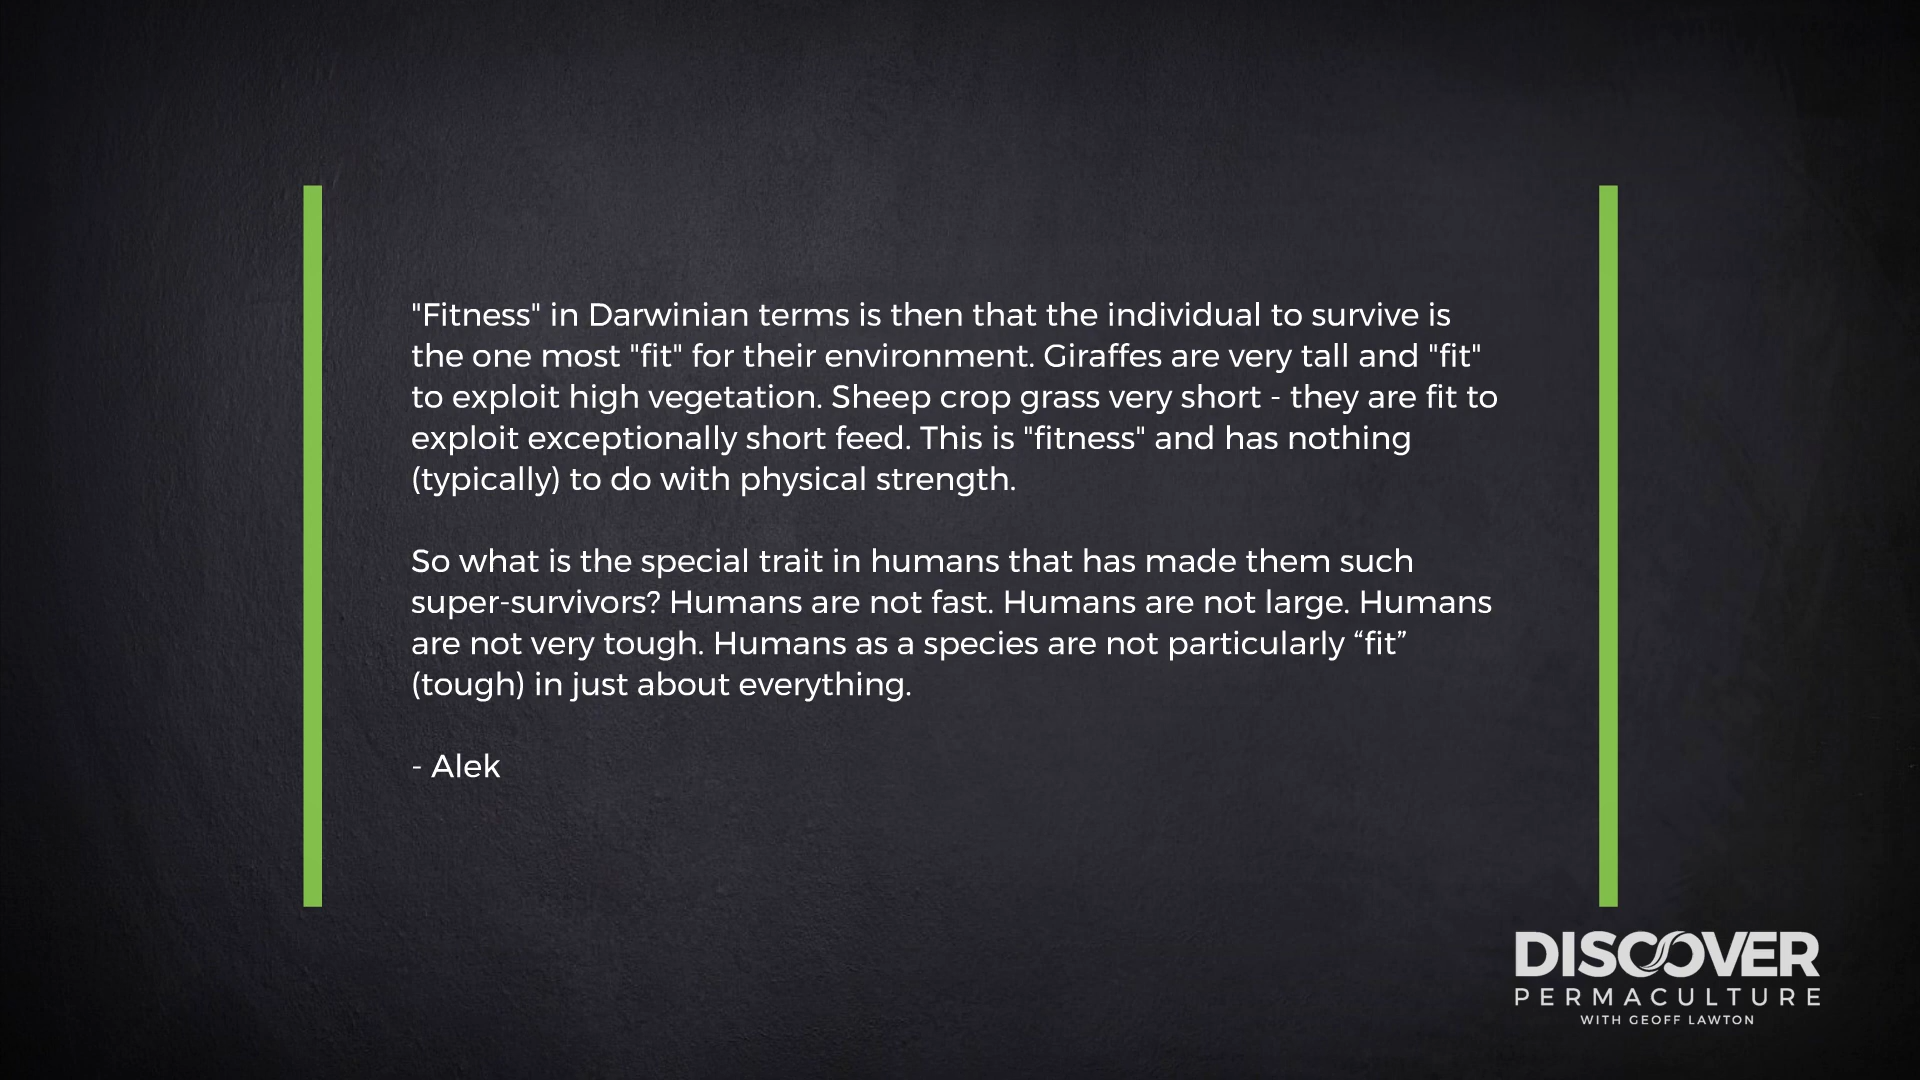 "Fitness" in Darwinian terms is then that the individual to survive is
the one most "fit" for their environment. Giraffes are very tall and "fit"
to exploit high vegetation. Sheep crop grass very short - they are fit to
exploit exceptionally short feed. This is "fitness" and has nothing
(typically) to do with physical strength.
So what is the special trait in humans that has made them such
super-survivors? Humans are not fast. Humans are not large. Humans
are not very tough. Humans as a species are not particularly “fit”
(tough) in just about everything.
- Alek
DISCOVER
PERMACULTURE
WITH GEOFF LAWTON